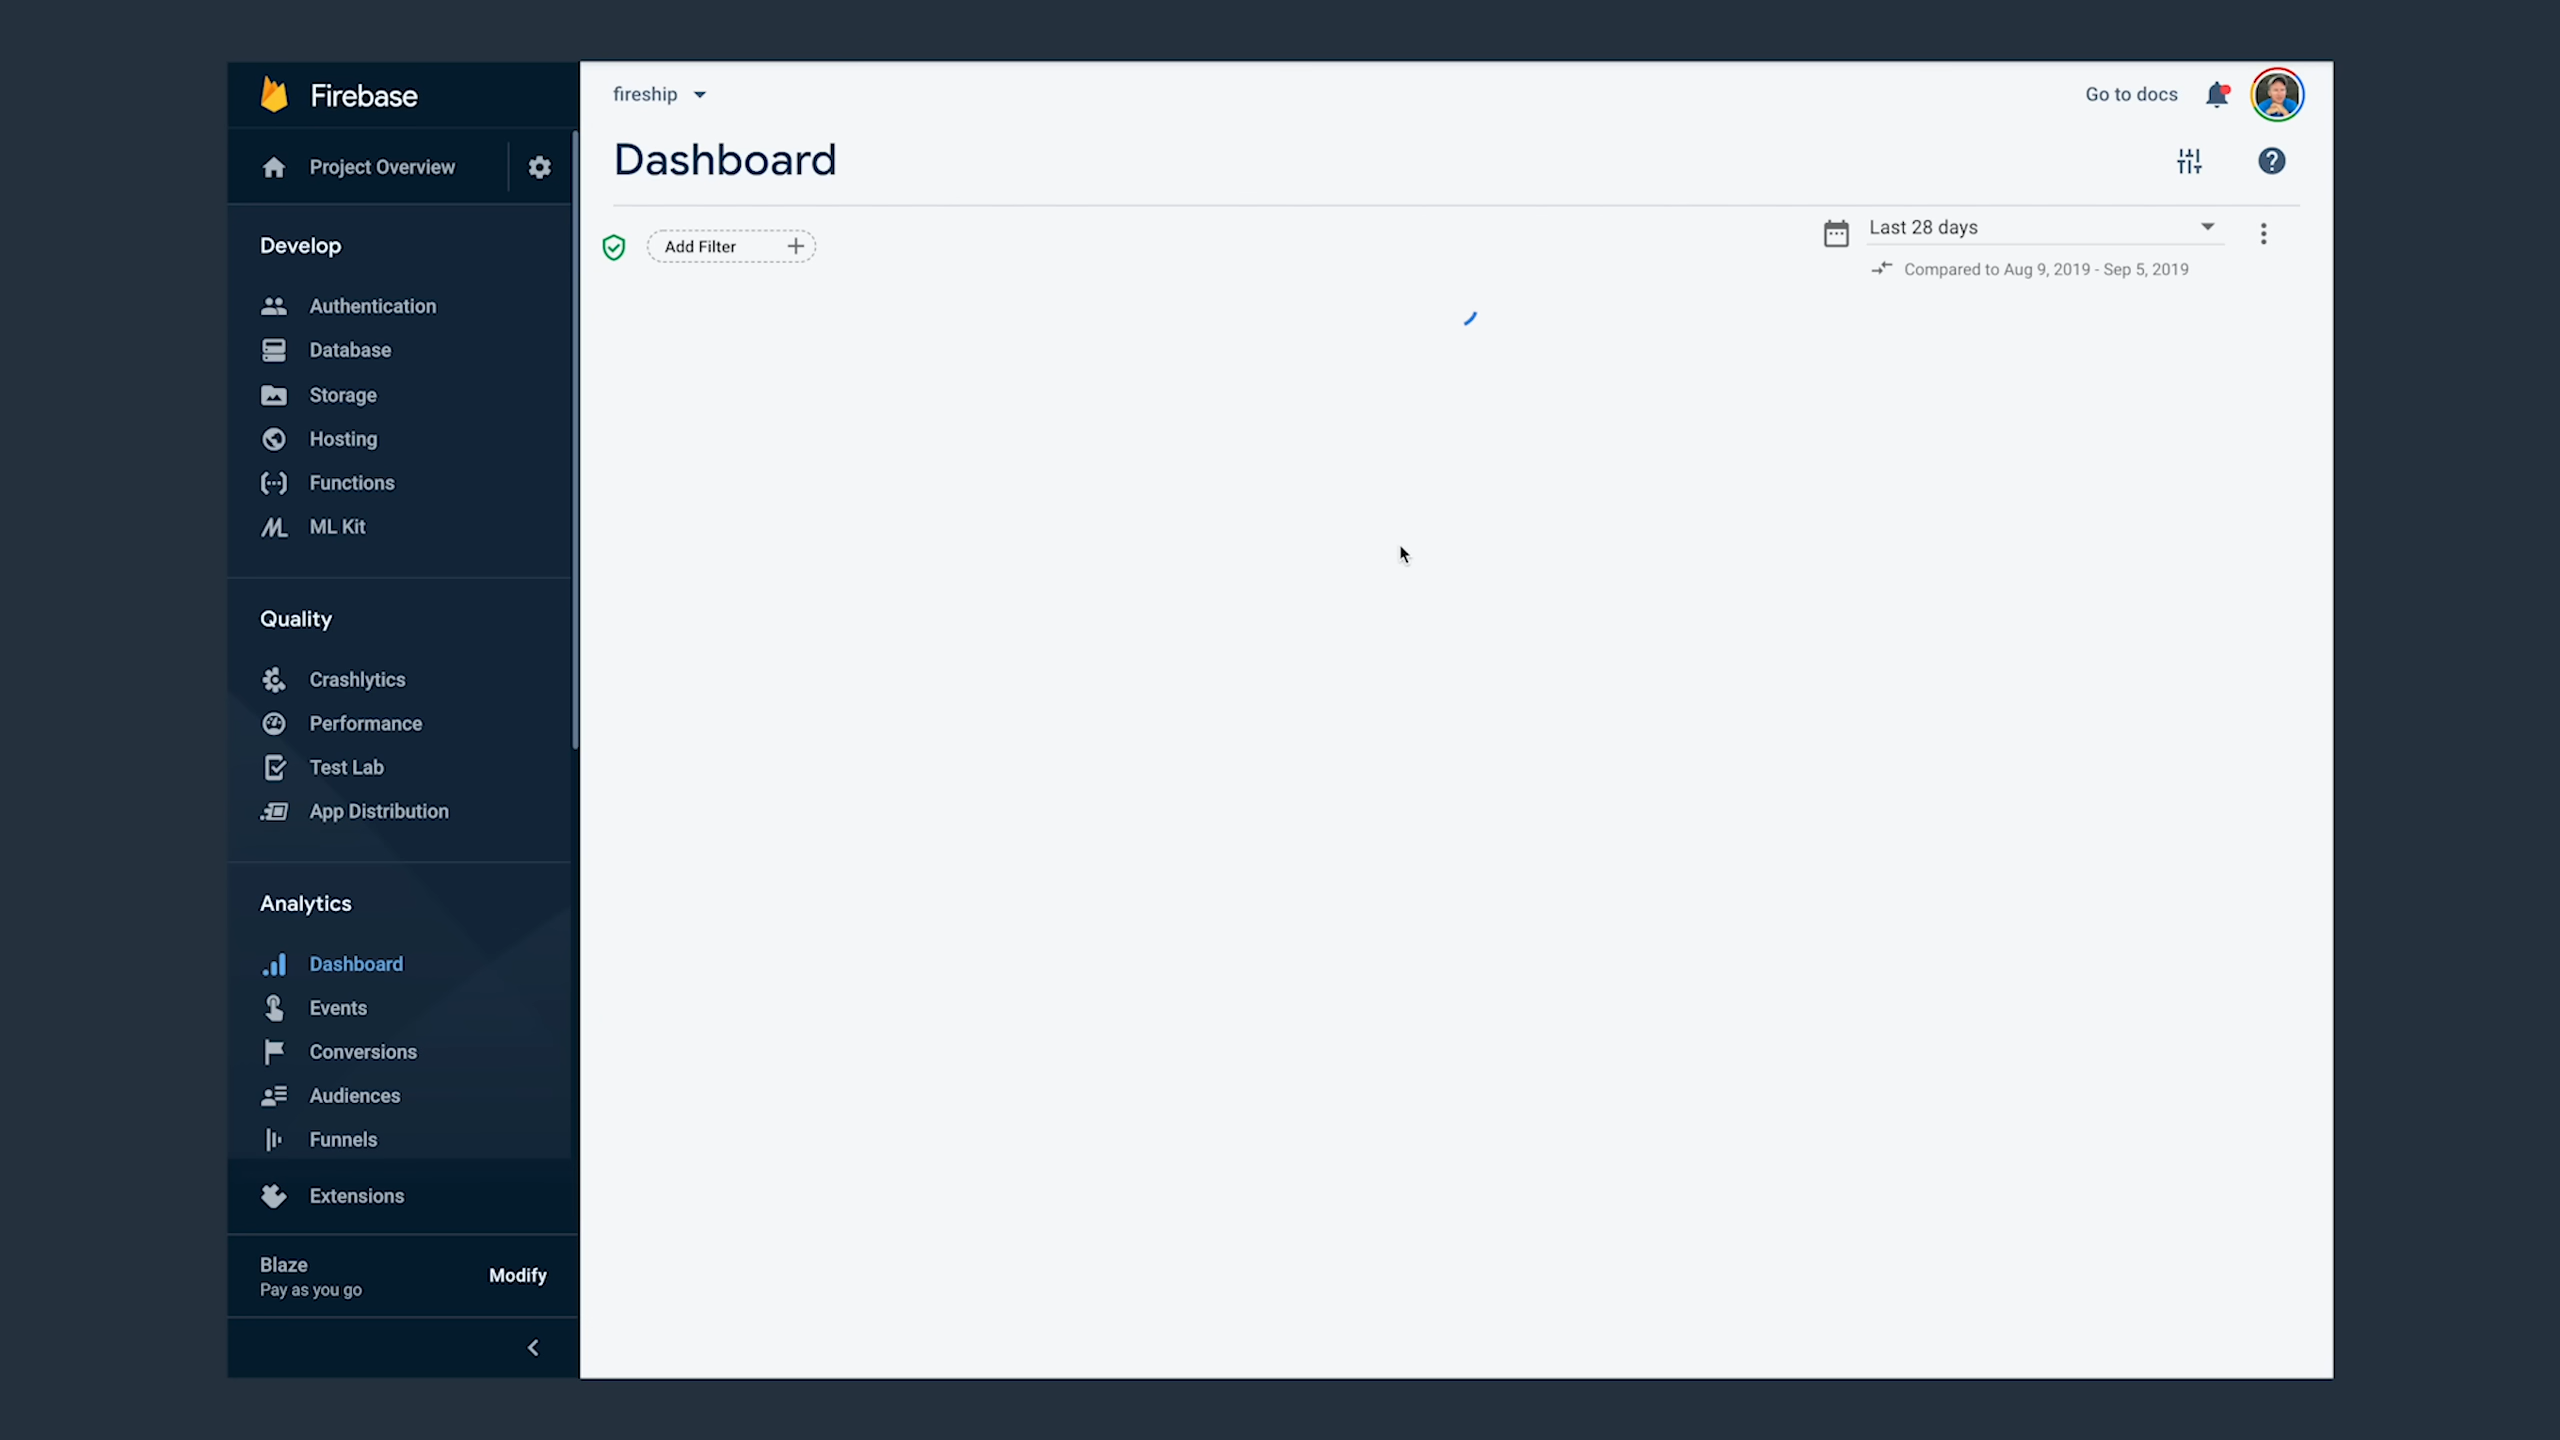 Firebase
Project Overview
Develop
Authentication
Database
Storage
Hosting
Functions
ML Kit
Quality
Crashlytics
Performance
Test Lab
App Distribution
Analytics
Dashboard
Events
Conversions
Audiences
Funnels
Extensions
Blaze
Pay as you go
Modify
fireship
Go to docs
Dashboard
Add Filter
Last 28 days
Compared to Aug 9, 2019 - Sep 5, 2019